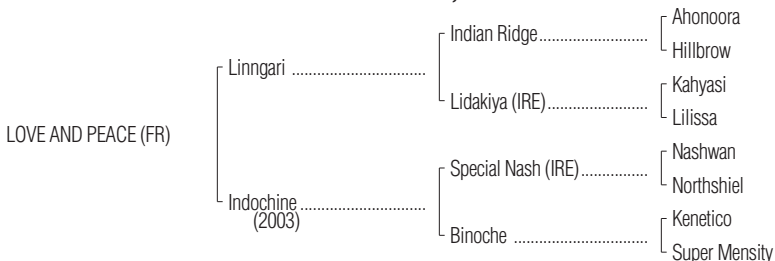 Ahonoora
Indian Ridge
Hillbrow
Linngari
Kahyasi
Lidakiya (IRE)
Lilissa
LOVE AND PEACE (FR)
Nashwan
Special Nash (IRE)
Northshiel
Indochine
(2003)
Kenetico
Binoche
Super Mensity